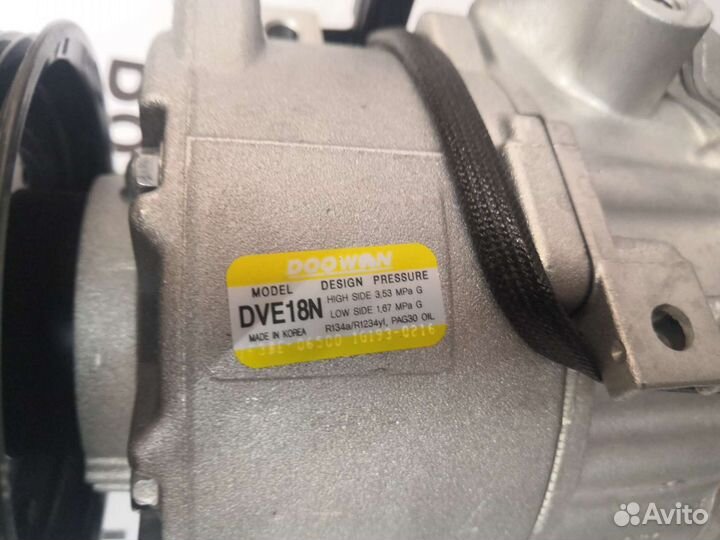 DOOWON
MODEL DESIGN PRESSURE
DVE18N HIGH SIDE 3,53 MPa G
LOW SIDE 1,67 MPa G
MADE IN KOREA R134a/R1234yf, PAG30 OIL
Avito